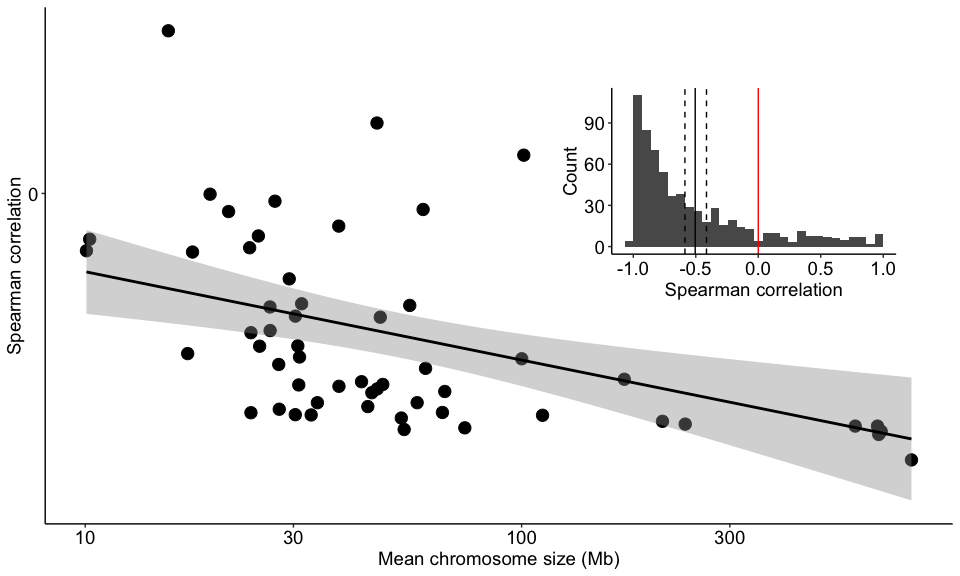 Spearman correlation
0
10 30 100 300
Mean chromosome size (Mb)
Count
90
60
30
0
-1.0 -0.5 0.0 0.5 1.0
Spearman correlation